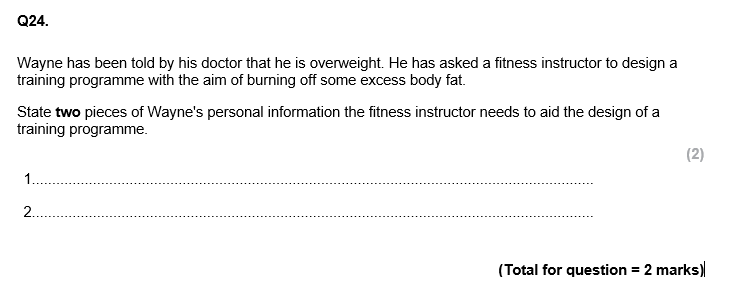 Q24.
Wayne has been told by his doctor that he is overweight. He has asked a fitness instructor to design a
training programme with the aim of burning off some excess body fat.
State two pieces of Wayne's personal information the fitness instructor needs to aid the design of a
training programme.
(2)
1...............................................................................................................................................
2...............................................................................................................................................
(Total for question = 2 marks)